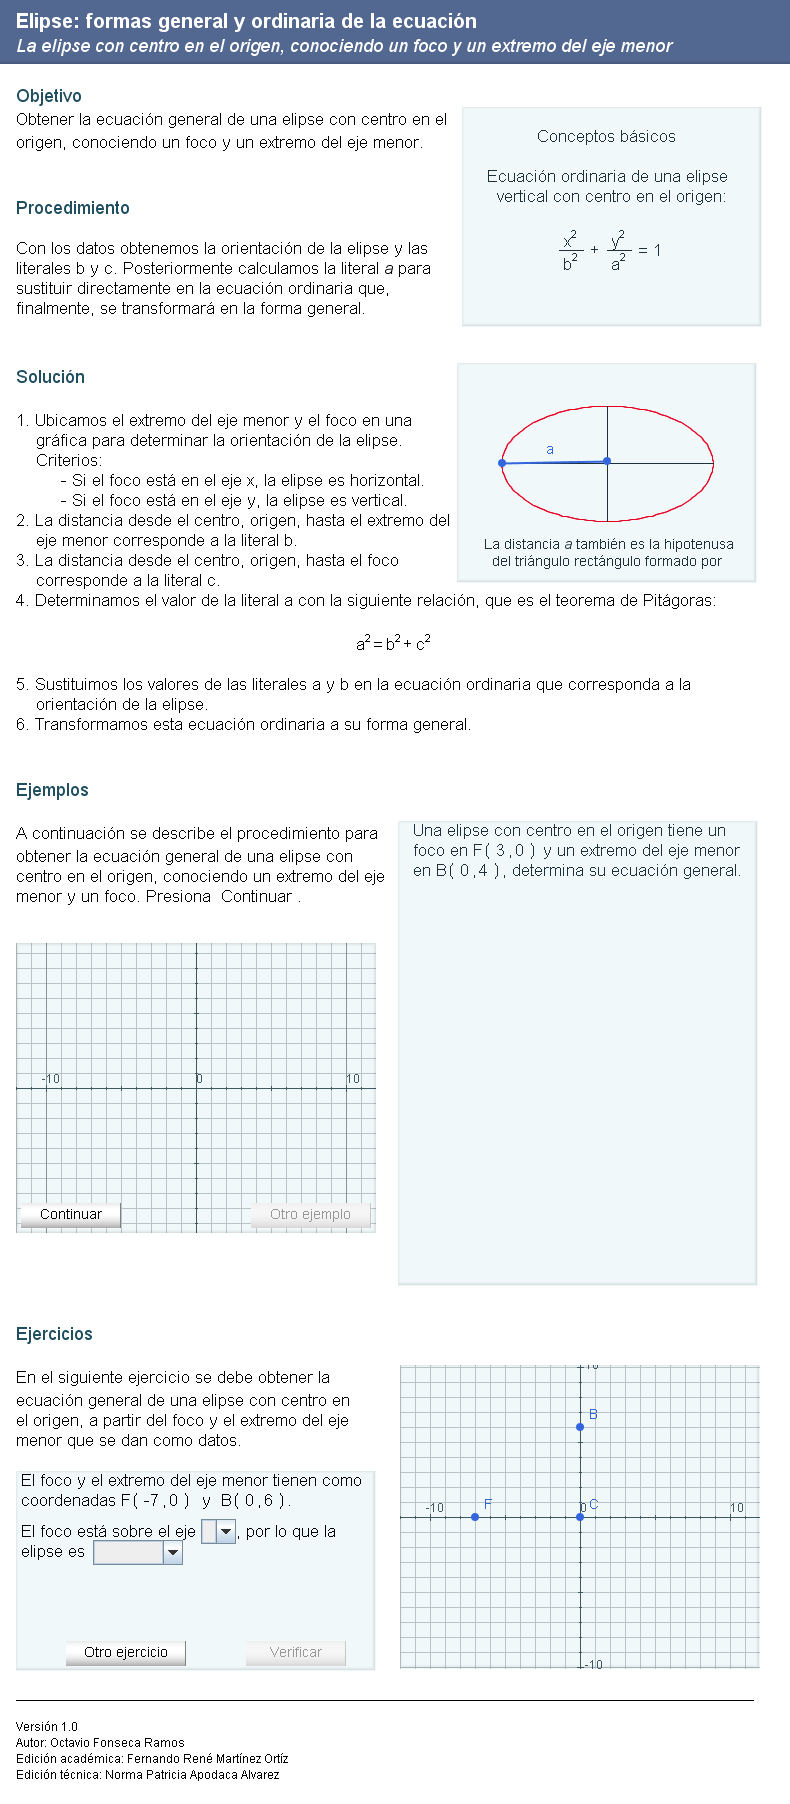 Elipse: formas general y ordinaria de la ecuación
La elipse con centro en el origen, conociendo un foco y un extremo del eje menor
Objetivo
Obtener la ecuación general de una elipse con centro en el
origen, conociendo un foco y un extremo del eje menor.
Conceptos básicos
Ecuación ordinaria de una elipse
vertical con centro en el origen:
x²/b² + y²/a² = 1
Procedimiento
Con los datos obtenemos la orientación de la elipse y las
literales b y c. Posteriormente calculamos la literal a para
sustituir directamente en la ecuación ordinaria que,
finalmente, se transformará en la forma general.
Solución
1. Ubicamos el extremo del eje menor y el foco en una
gráfica para determinar la orientación de la elipse.
Criterios:
- Si el foco está en el eje x, la elipse es horizontal.
- Si el foco está en el eje y, la elipse es vertical.
2. La distancia desde el centro, origen, hasta el extremo del
eje menor corresponde a la literal b.
3. La distancia desde el centro, origen, hasta el foco
corresponde a la literal c.
a
La distancia a también es la hipotenusa
del triángulo rectángulo formado por
4. Determinamos el valor de la literal a con la siguiente relación, que es el teorema de Pitágoras:
a² = b² + c²
5. Sustituimos los valores de las literales a y b en la ecuación ordinaria que corresponda a la
orientación de la elipse.
6. Transformamos esta ecuación ordinaria a su forma general.
Ejemplos
A continuación se describe el procedimiento para
obtener la ecuación general de una elipse con
centro en el origen, conociendo un extremo del eje
menor y un foco. Presiona Continuar .
Una elipse con centro en el origen tiene un
foco en F( 3 ,0 ) y un extremo del eje menor
en B( 0 ,4 ) , determina su ecuación general.
-10 0 10
Continuar
Otro ejemplo
Ejercicios
En el siguiente ejercicio se debe obtener la
ecuación general de una elipse con centro en
el origen, a partir del foco y el extremo del eje
menor que se dan como datos.
El foco y el extremo del eje menor tienen como
coordenadas F( -7 ,0 ) y B( 0 ,6 ) .
El foco está sobre el eje , por lo que la
elipse es
Otro ejercicio
Verificar
10
B
F
C
-10 0 10
-10
Versión 1.0
Autor: Octavio Fonseca Ramos
Edición académica: Fernando René Martínez Ortíz
Edición técnica: Norma Patricia Apodaca Alvarez